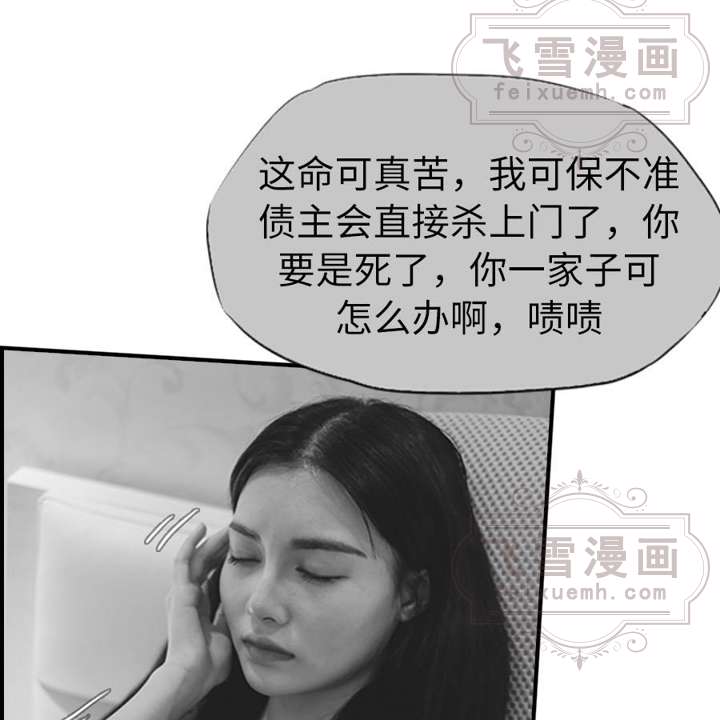 飞雪漫画
feixuemh.com
这命可真苦，我可保不准
债主会直接杀上门了，你
要是死了，你一家子可
怎么办啊，啧啧
飞雪漫画
feixuemh.com